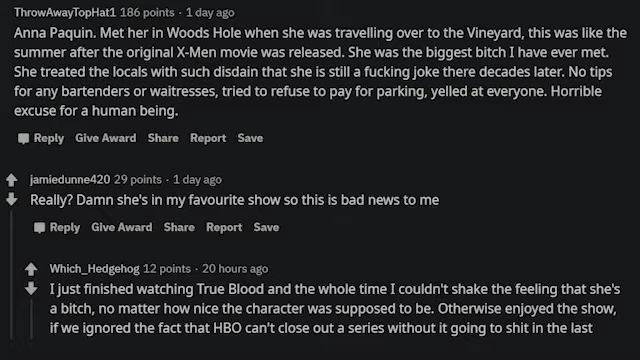 ThrowAwayTopHat1 186 points · 1 day ago
Anna Paquin. Met her in Woods Hole when she was travelling over to the Vineyard, this was like the
summer after the original X-Men movie was released. She was the biggest bitch I have ever met.
She treated the locals with such disdain that she is still a fucking joke there decades later. No tips
for any bartenders or waitresses, tried to refuse to pay for parking, yelled at everyone. Horrible
excuse for a human being.
Reply Give Award Share Report Save
jamiedunne420 29 points · 1 day ago
Really? Damn she's in my favourite show so this is bad news to me
Reply Give Award Share Report Save
Which_Hedgehog 12 points · 20 hours ago
I just finished watching True Blood and the whole time I couldn't shake the feeling that she's
a bitch, no matter how nice the character was supposed to be. Otherwise enjoyed the show,
if we ignored the fact that HBO can't close out a series without it going to shit in the last